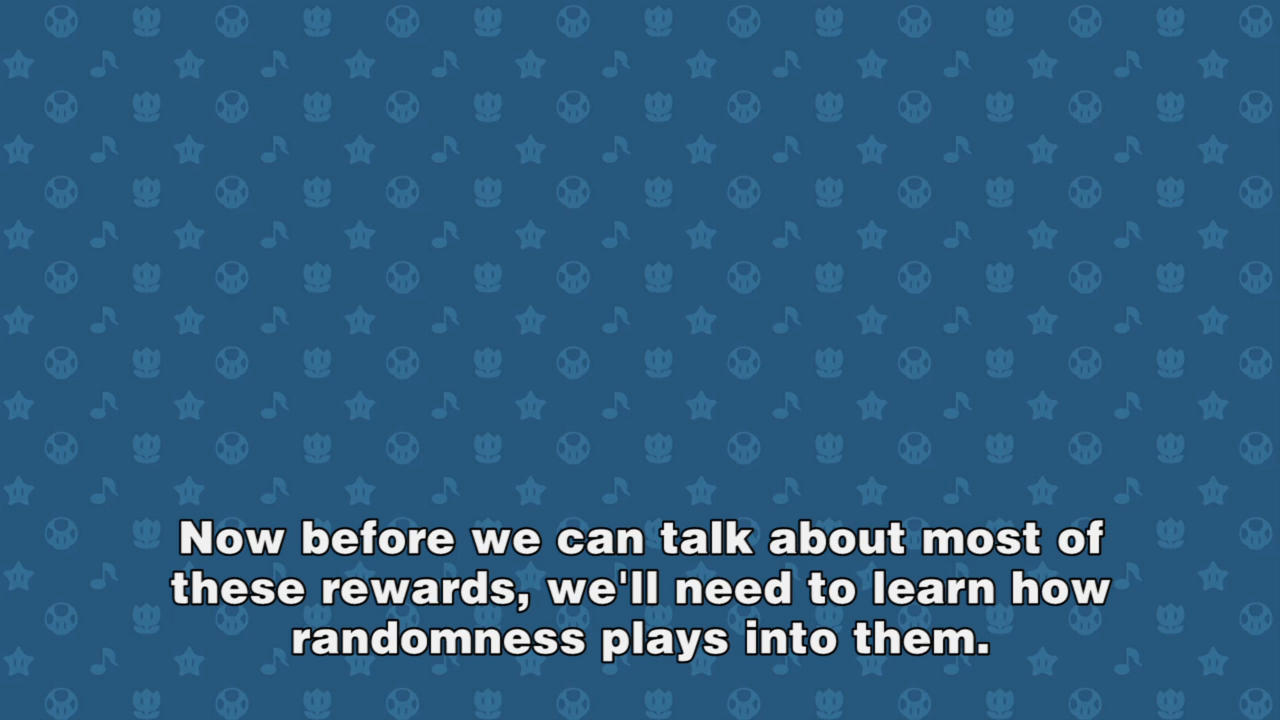 Now before we can talk about most of
these rewards, we'll need to learn how
randomness plays into them.